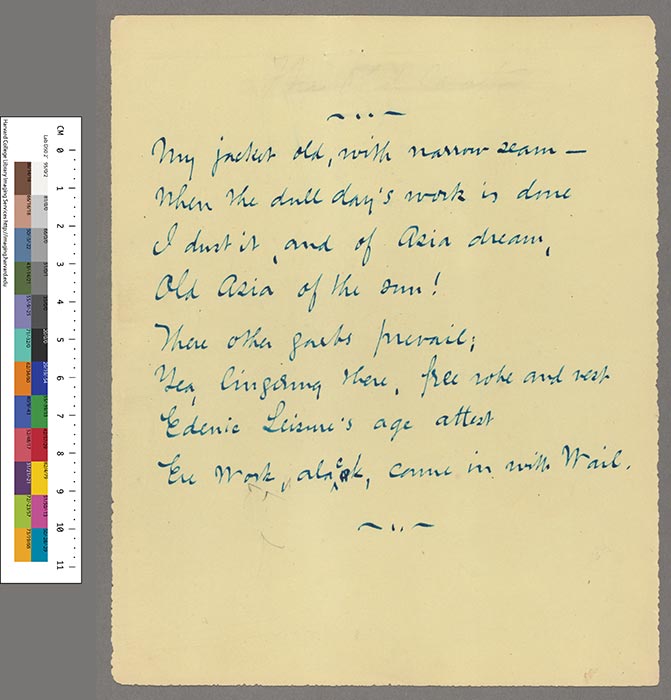 My jacket old, with narrow seam —
When the dull day's work is done
I dust it, and of Asia dream,
Old Asia of the sun!
There other garbs prevail;
Yea, lingering there, free robe and vest
Edenic Leisure's age attest
Ere Work, alack, came in with Wail.
CM 0 1 2 3 4 5 6 7 8 9 10 11
Harvard College Library Imaging Services http://imaging.harvard.edu